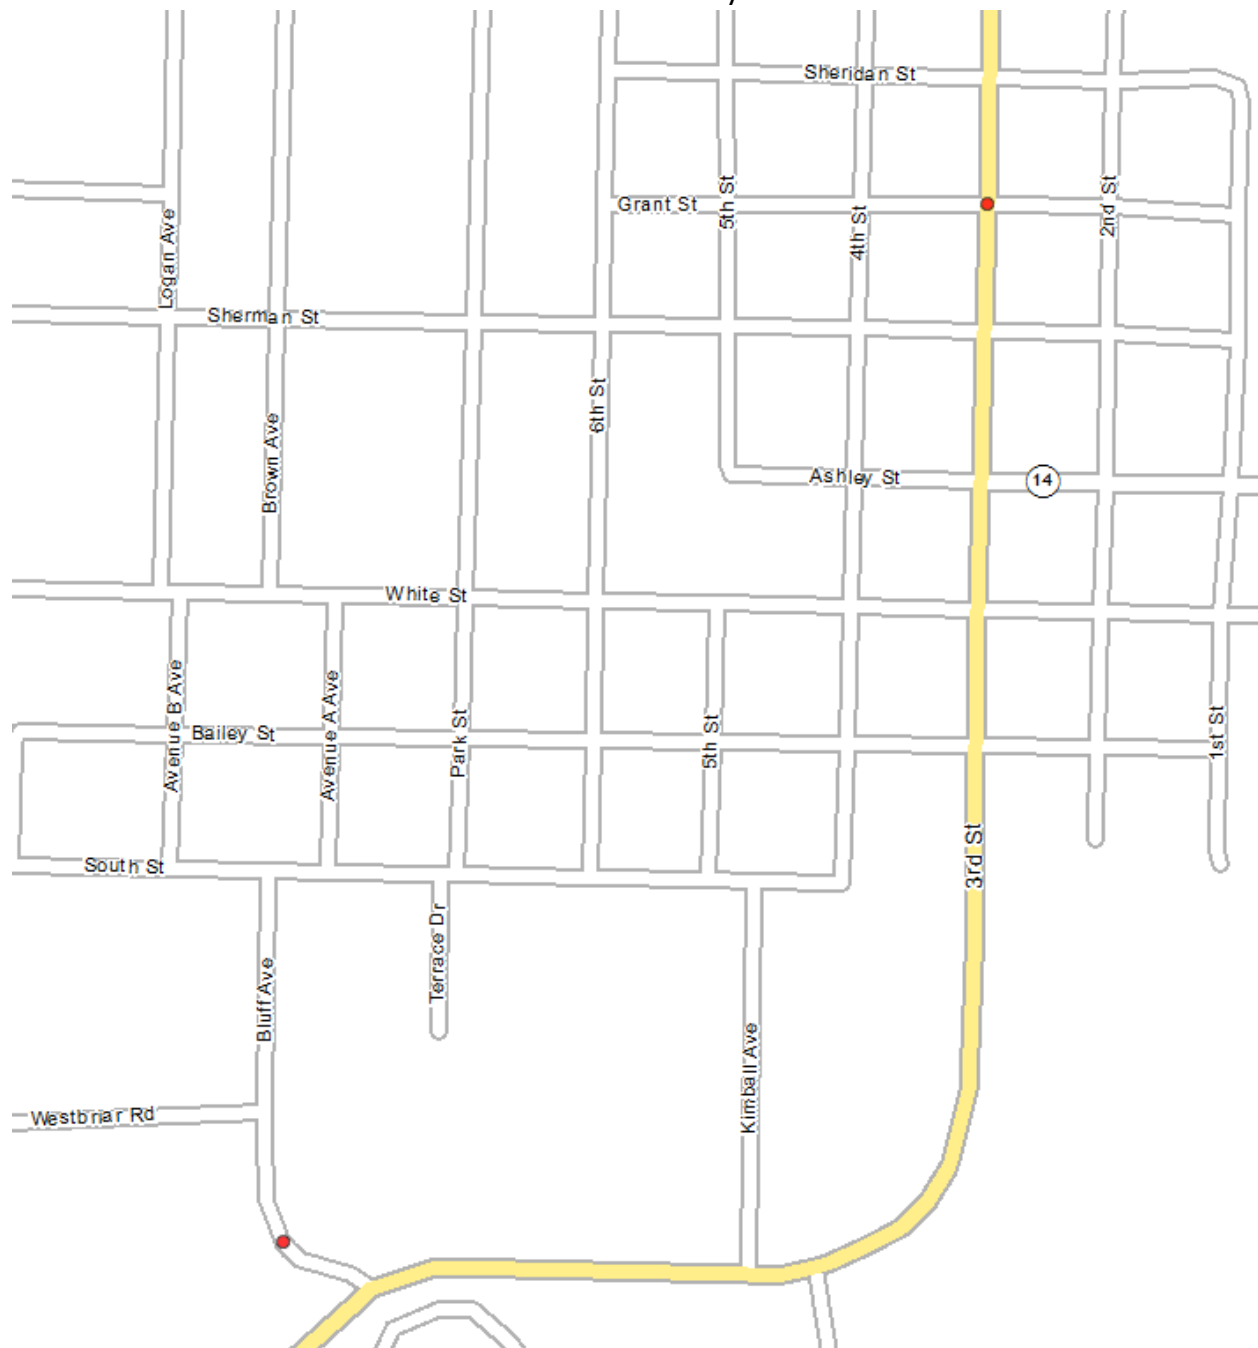 Sheridan St
Grant St
5th St
4th St
2nd St
Logan Ave
Sherman St
6th St
Brown Ave
Ashley St
14
White St
Avenue B Ave
Avenue A Ave
Bailey St
Park St
5th St
1st St
3rd St
South St
Terrace Dr
Bluff Ave
Kimball Ave
Westbriar Rd